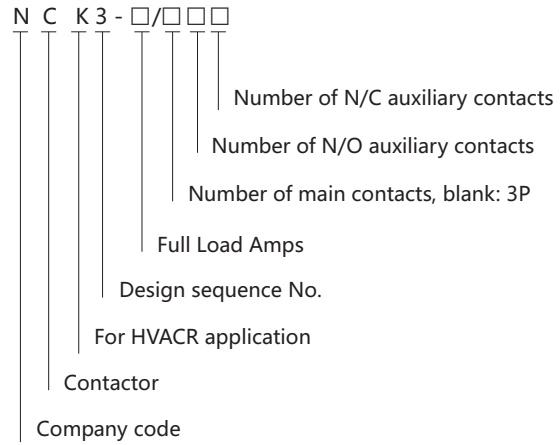 N C K 3 - □/□ □ □
Number of N/C auxiliary contacts
Number of N/O auxiliary contacts
Number of main contacts, blank: 3P
Full Load Amps
Design sequence No.
For HVACR application
Contactor
Company code